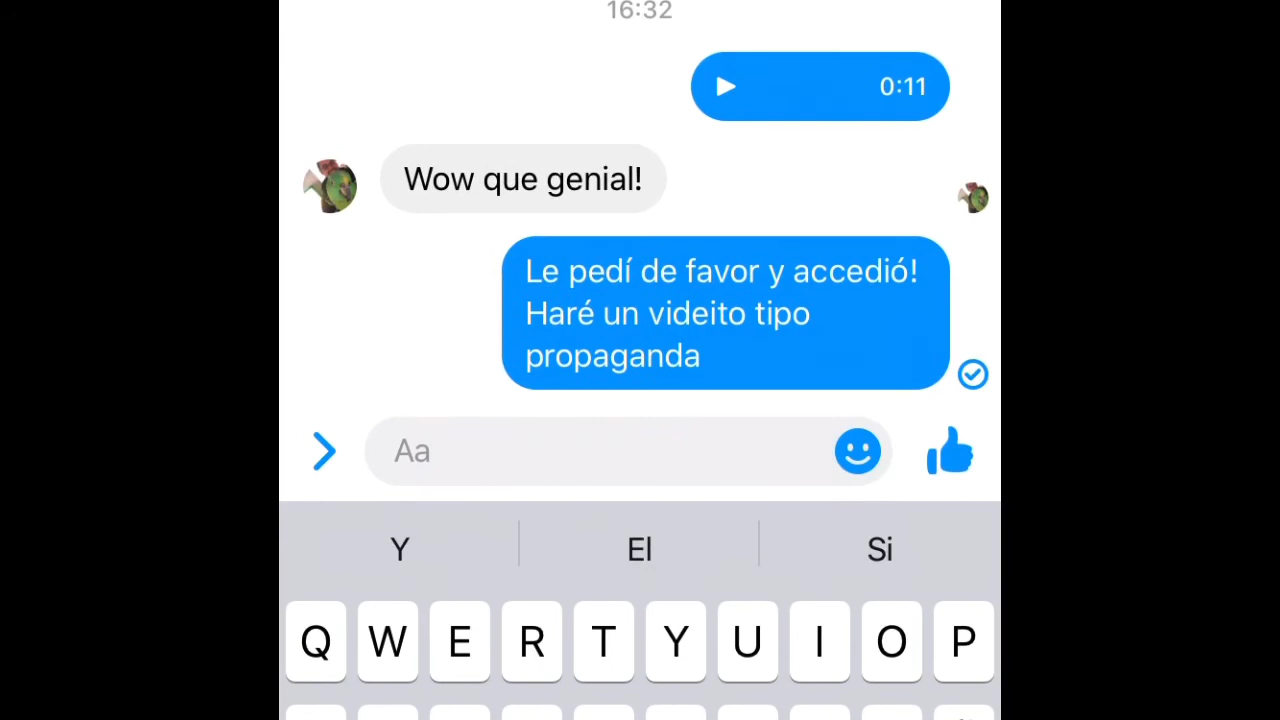 16:32
0:11
Wow que genial!
Le pedí de favor y accedió!
Haré un videito tipo
propaganda
Aa
Y El Si
Q W E R T Y U I O P